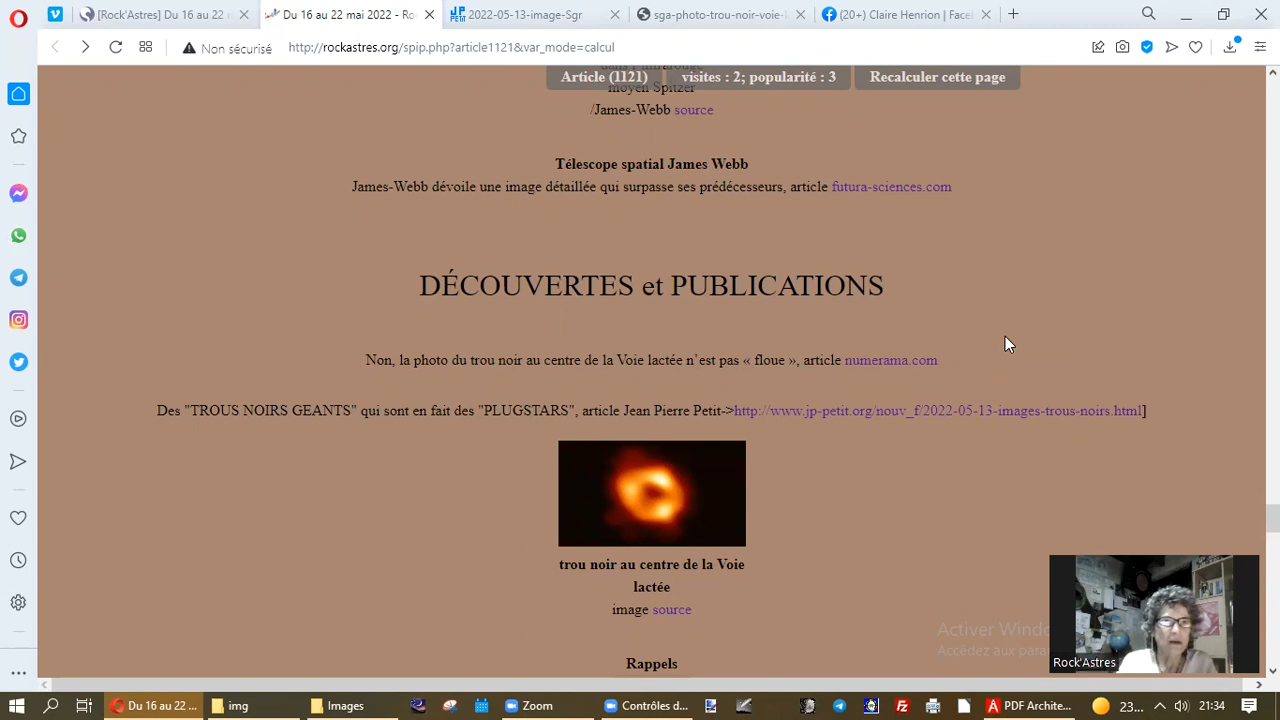 [Rock'Astres] Du 16 au 22 m
Du 16 au 22 mai 2022 - Ro
2022-05-13-image-Sgr
sga-photo-trou-noir-voie-l
(20+) Claire Henrion | Face
Non sécurisé
http://rockastres.org/spip.php?article1121&var_mode=calcul
Article (1121)
visites : 2; popularité : 3
Recalculer cette page
moyen Spitzer
/James-Webb source
Télescope spatial James Webb
James-Webb dévoile une image détaillée qui surpasse ses prédécesseurs, article futura-sciences.com
DÉCOUVERTES et PUBLICATIONS
Non, la photo du trou noir au centre de la Voie lactée n'est pas « floue », article numerama.com
Des "TROUS NOIRS GEANTS" qui sont en fait des "PLUGSTARS", article Jean Pierre Petit->http://www.jp-petit.org/nouv_f/2022-05-13-images-trous-noirs.html]
trou noir au centre de la Voie
lactée
image source
Rappels
Activer Windo
Accédez aux para
Rock'Astres
Du 16 au 22 ...
img
Images
Zoom
Contrôles d...
PDF Archite...
23...
21:34